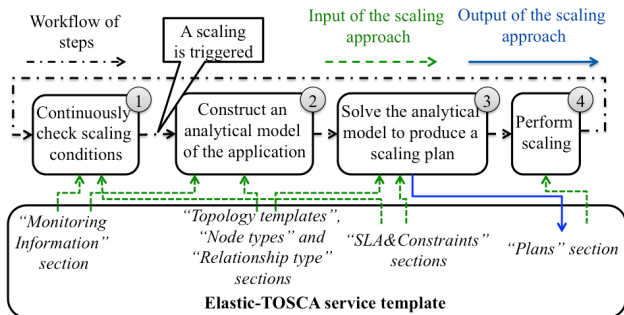 Workflow of
steps
A scaling
is triggered
Input of the scaling
approach
Output of the scaling
approach
1
Continuously
check scaling
conditions
2
Construct an
analytical model
of the application
3
Solve the analytical
model to produce a
scaling plan
4
Perform
scaling
“Monitoring
Information”
section
“Topology templates”,
“Node types” and
“Relationship type”
sections
“SLA&Constraints”
sections
“Plans” section
Elastic-TOSCA service template